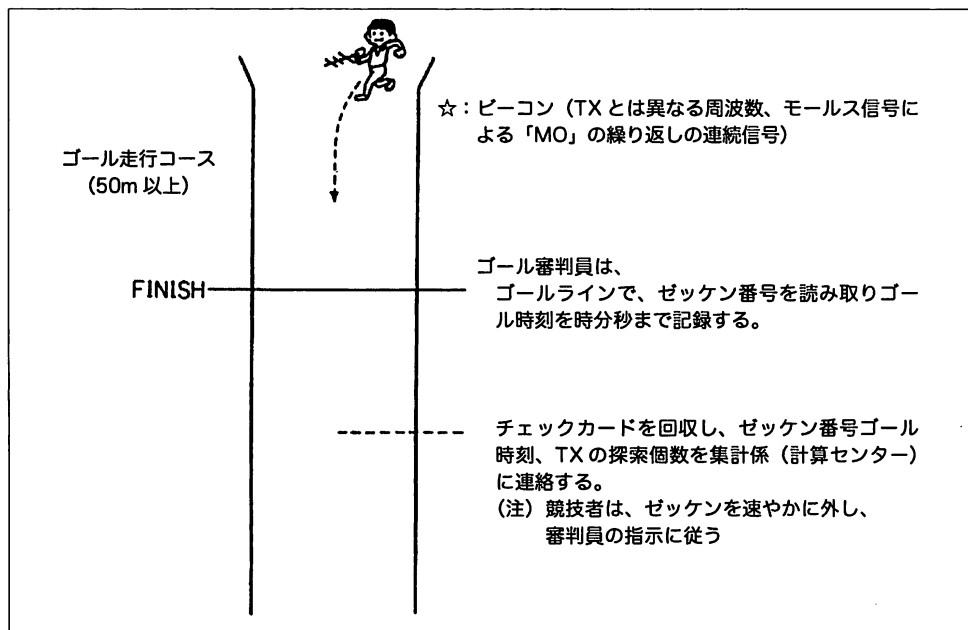 ☆:ビーコン(TXとは異なる周波数、モールス信号に
よる「MO」の繰り返しの連続信号)
ゴール走行コース
(50m以上)
FINISH
ゴール審判員は、
ゴールラインで、ゼッケン番号を読み取りゴー
ル時刻を時分秒まで記録する。
チェックカードを回収し、ゼッケン番号ゴール
時刻、TXの探索個数を集計係(計算センター)
に連絡する。
(注)競技者は、ゼッケンを速やかに外し、
審判員の指示に従う